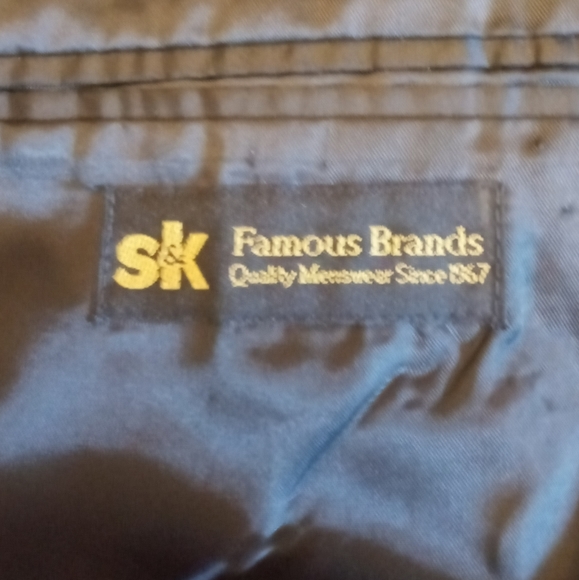 s&k
Famous Brands
Quality Menswear Since 1967